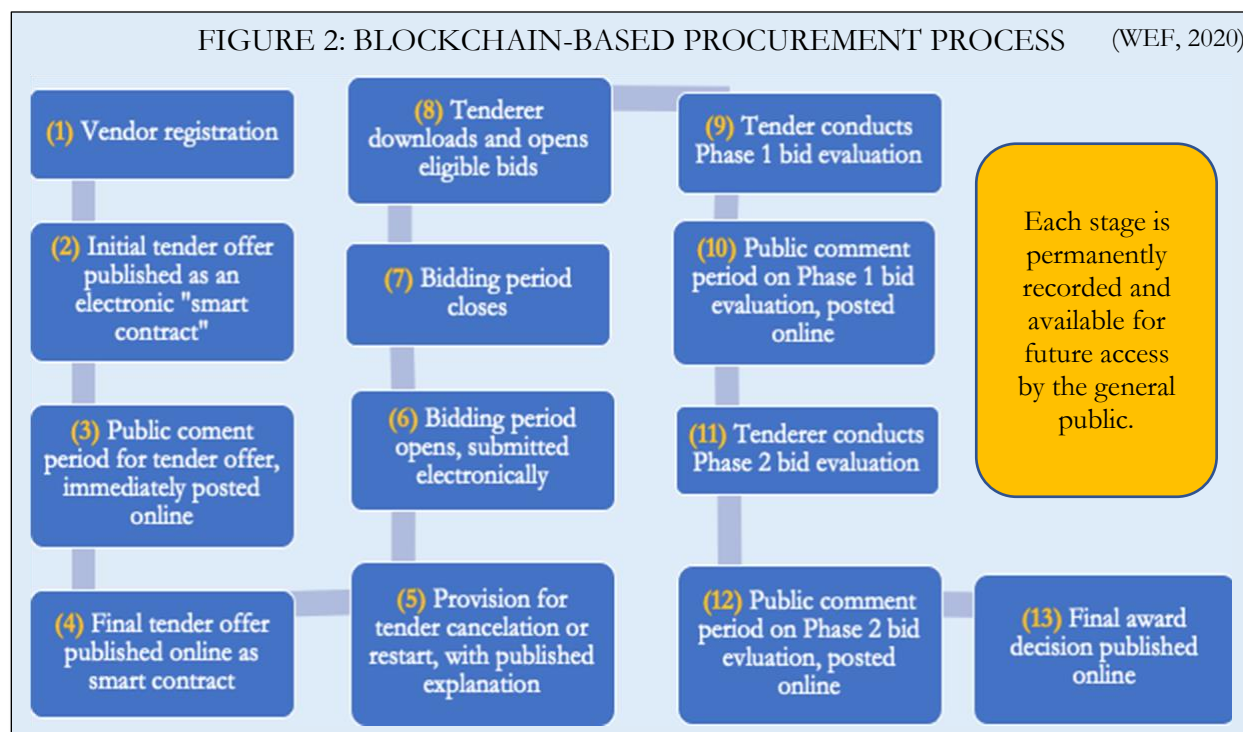 FIGURE 2: BLOCKCHAIN-BASED PROCUREMENT PROCESS (WEF, 2020)
(1) Vendor registration
(2) Initial tender offer
published as an
electronic "smart
contract"
(3) Public coment
period for tender offer,
immediately posted
online
(4) Final tender offer
published online as
smart contract
(5) Provision for
tender cancelation or
restart, with published
explanation
(6) Bidding period
opens, submitted
electronically
(7) Bidding period
closes
(8) Tenderer
downloads and opens
eligible bids
(9) Tender conducts
Phase 1 bid evaluation
(10) Public comment
period on Phase 1 bid
evaluation, posted
online
(11) Tenderer conducts
Phase 2 bid evaluation
(12) Public comment
period on Phase 2 bid
evluation, posted
online
(13) Final award
decision published
online
Each stage is
permanently
recorded and
available for
future access
by the general
public.